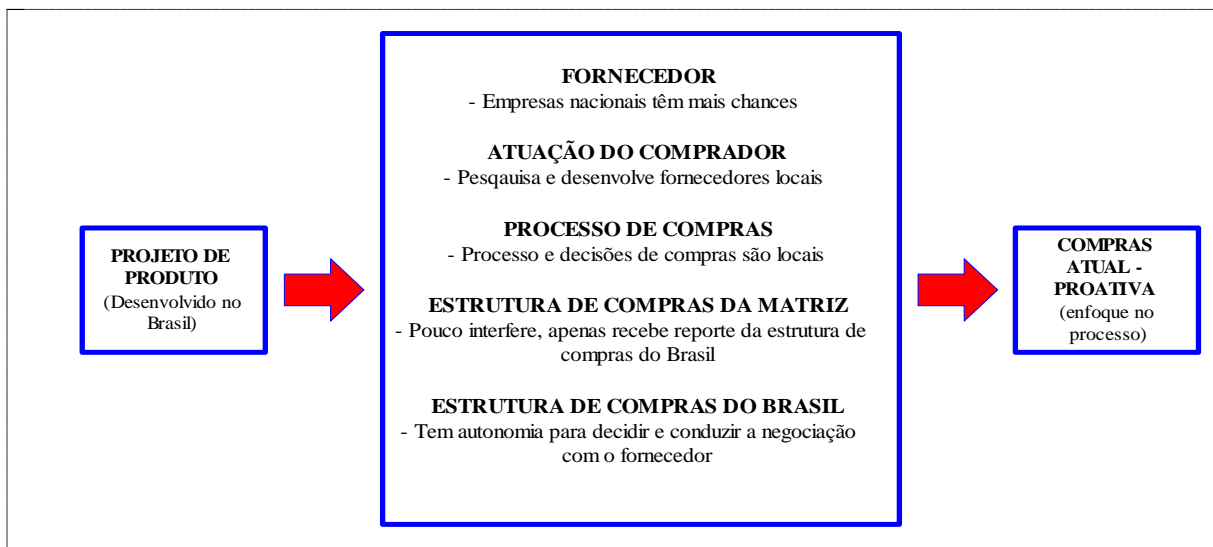 PROJETO DE
PRODUTO
(Desenvolvido no
Brasil)
FORNECEDOR
- Empresas nacionais têm mais chances
ATUAÇÃO DO COMPRADOR
- Pesqauisa e desenvolve fornecedores locais
PROCESSO DE COMPRAS
- Processo e decisões de compras são locais
ESTRUTURA DE COMPRAS DA MATRIZ
- Pouco interfere, apenas recebe reporte da estrutura de
compras do Brasil
ESTRUTURA DE COMPRAS DO BRASIL
- Tem autonomia para decidir e conduzir a negociação
com o fornecedor
COMPRAS
ATUAL -
PROATIVA
(enfoque no
processo)